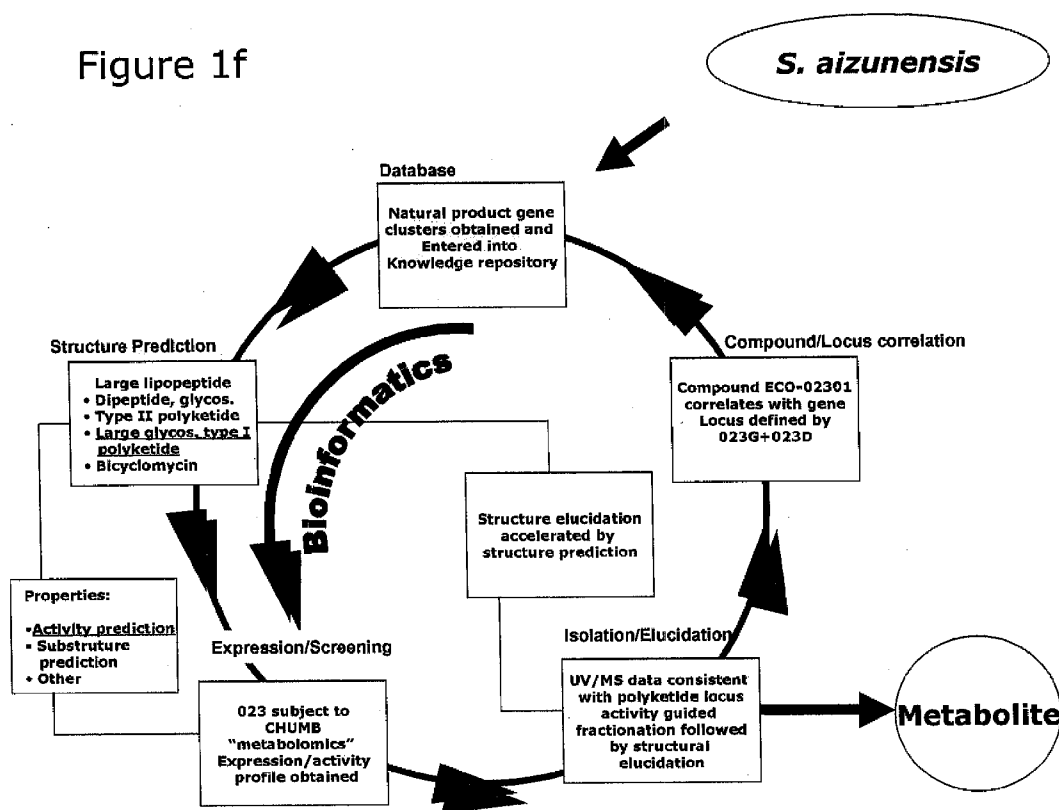 Figure 1f
S. aizunensis
Database
Natural product gene
clusters obtained and
Entered into
Knowledge repository
Structure Prediction
Large lipopeptide
• Dipeptide, glycos.
• Type II polyketide
• Large glycos. type I
polyketide
• Bicyclomycin
Bioinformatics
Compound/Locus correlation
Compound ECO-02301
correlates with gene
Locus defined by
023G+023D
Structure elucidation
accelerated by
structure prediction
Properties:
•Activity prediction
• Substruture
prediction
• Other
Expression/Screening
023 subject to
CHUMB
"metabolomics"
Expression/activity
profile obtained
Isolation/Elucidation
UV/MS data consistent
with polyketide locus
activity guided
fractionation followed
by structural
elucidation
Metabolite